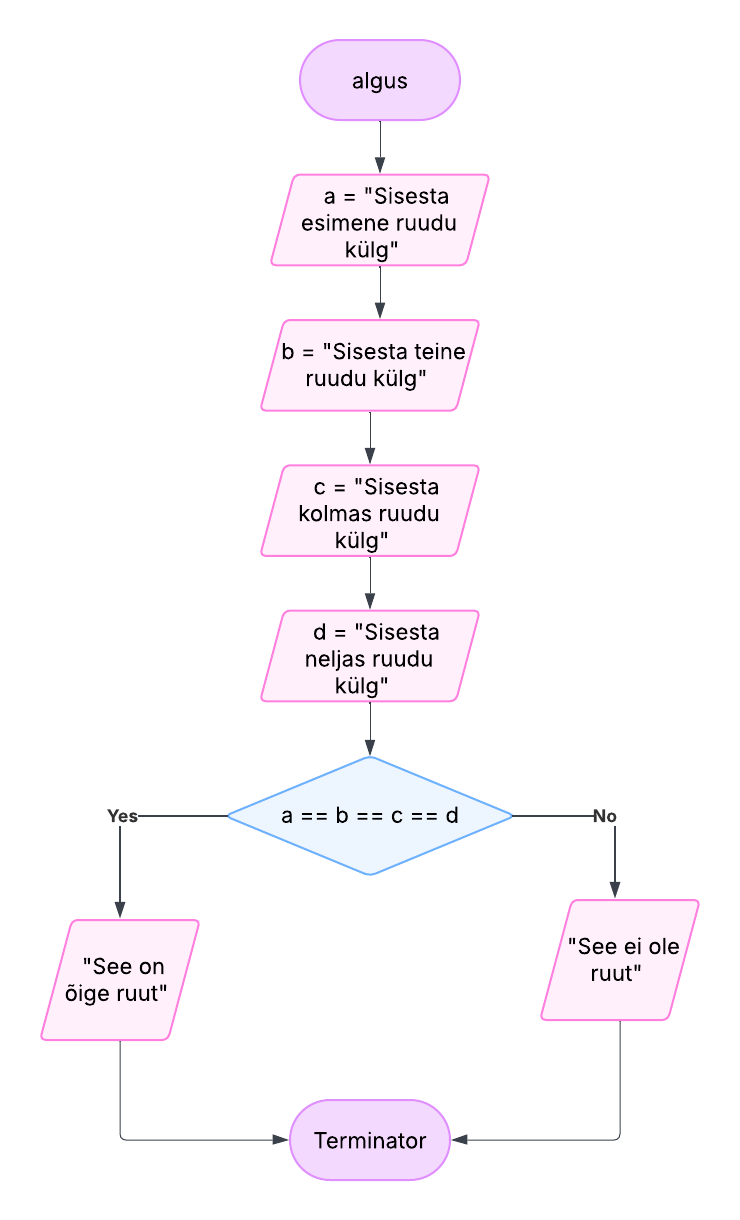 algus
a = "Sisesta
esimene ruudu
külg"
b = "Sisesta teine
ruudu külg"
c = "Sisesta
kolmas ruudu
külg"
d = "Sisesta
neljas ruudu
külg"
a == b == c == d
Yes
No
"See on
õige ruut"
"See ei ole
ruut"
Terminator